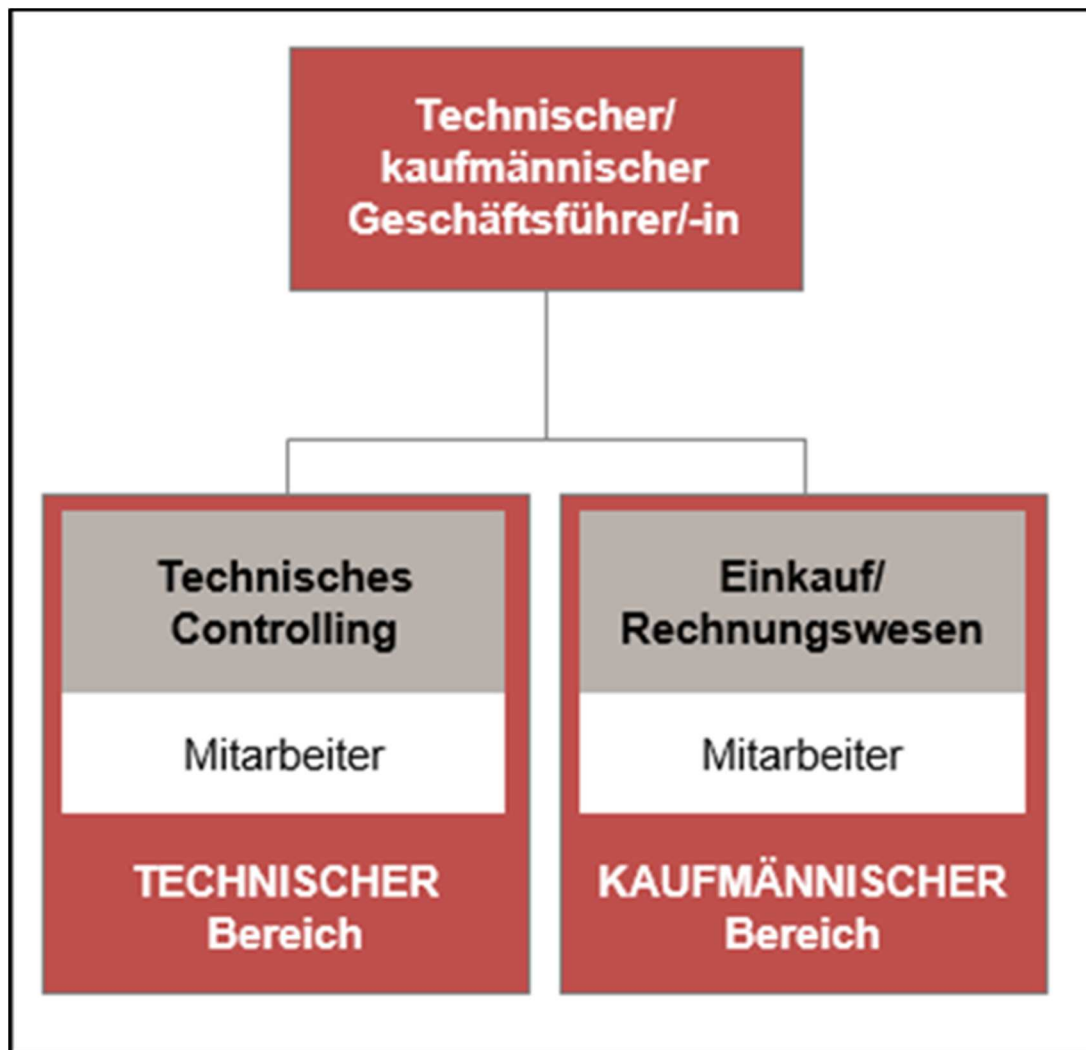 Technischer/
kaufmännischer
Geschäftsführer/-in
Technisches
Controlling
Mitarbeiter
TECHNISCHER
Bereich
Einkauf/
Rechnungswesen
Mitarbeiter
KAUFMÄNNISCHER
Bereich